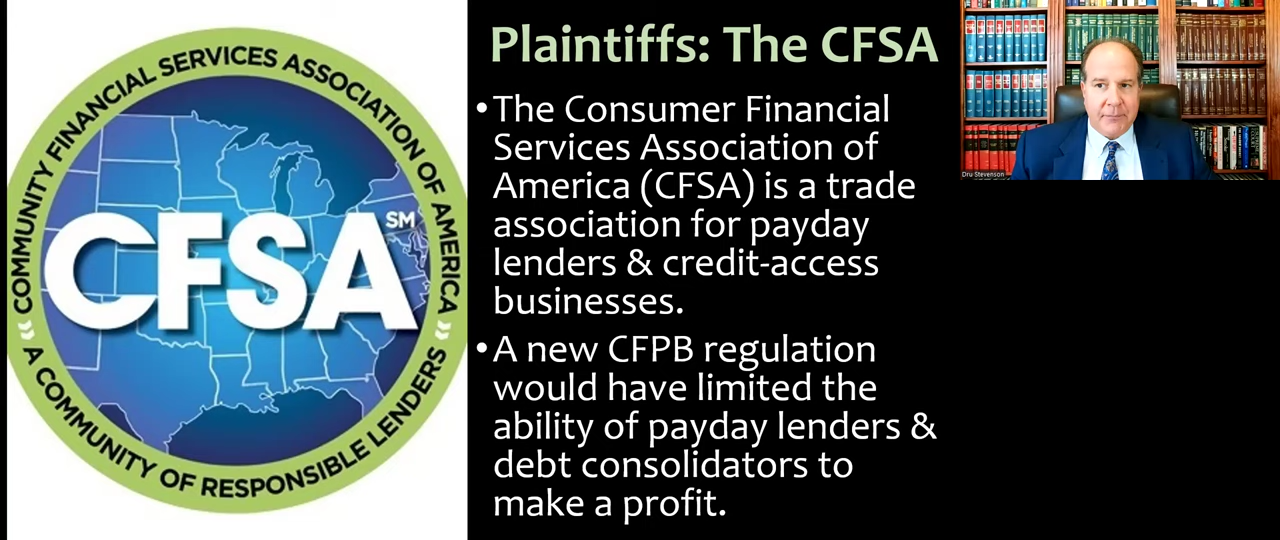 COMMUNITY FINANCIAL SERVICES ASSOCIATION OF AMERICA
CFSA SM
» A COMMUNITY OF RESPONSIBLE LENDERS »
Plaintiffs: The CFSA
•The Consumer Financial
Services Association of
America (CFSA) is a trade
association for payday
lenders & credit-access
businesses.
•A new CFPB regulation
would have limited the
ability of payday lenders &
debt consolidators to
make a profit.
Dru Stevenson